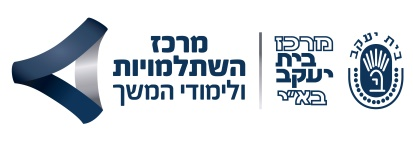 בית יעקב
ב
מרכז
בית
יעקב
בא"י
מרכז
השתלמויות
ולימודי המשך